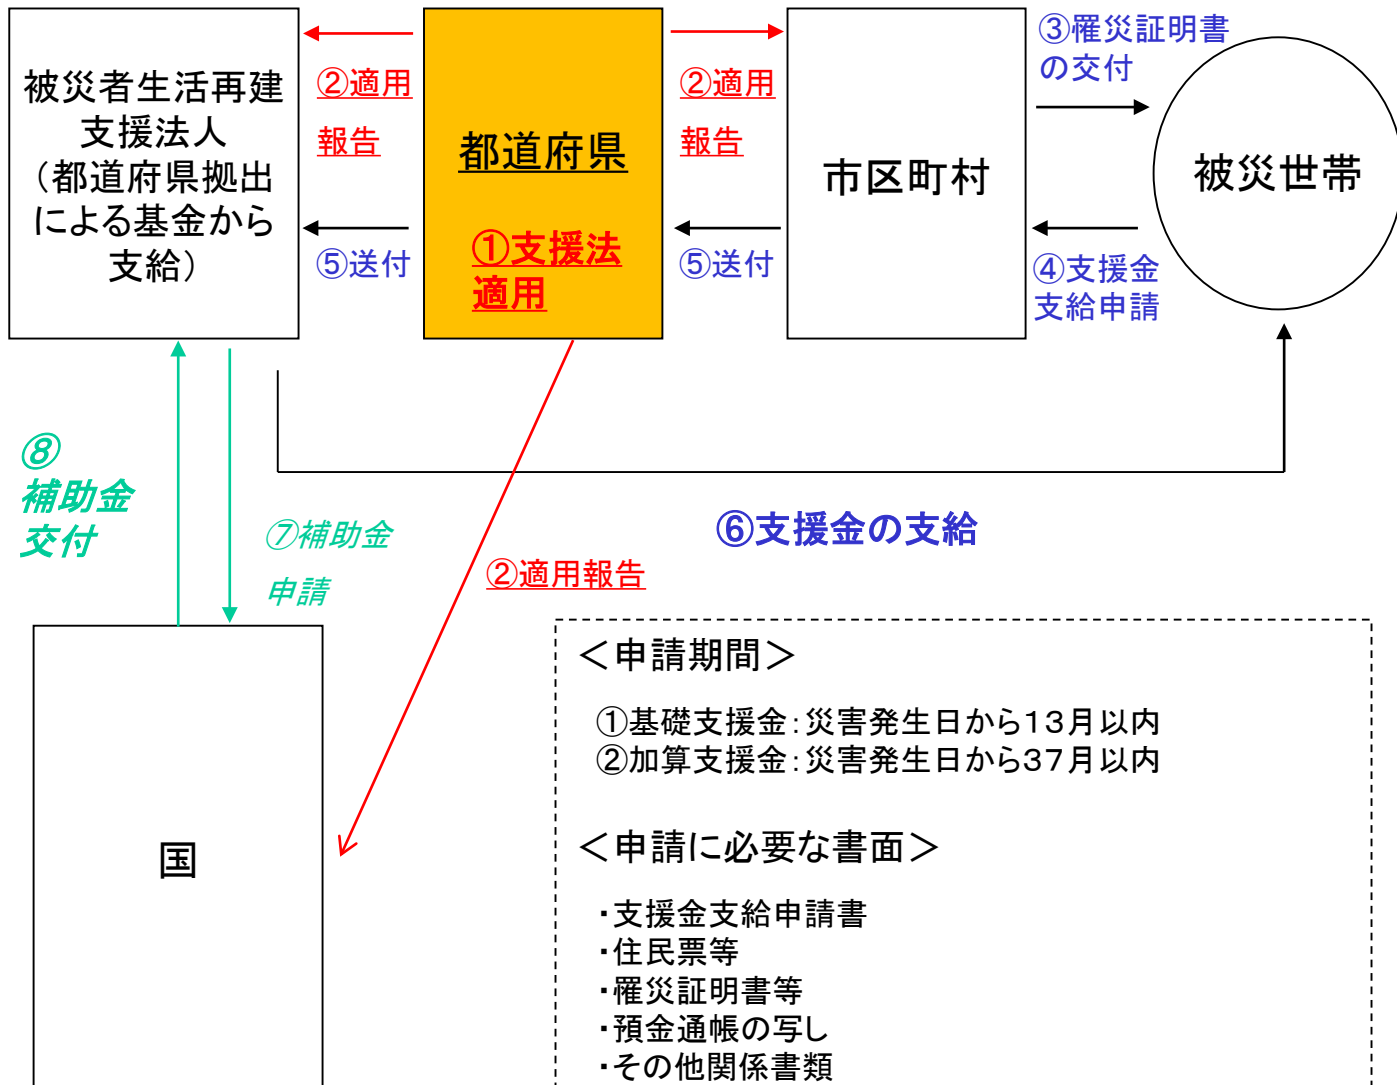 被災者生活再建
支援法人
（都道府県拠出
による基金から
支給）
②適用
報告
⑤送付
都道府県
①支援法
適用
②適用
報告
⑤送付
市区町村
③罹災証明書
の交付
④支援金
支給申請
被災世帯
⑧
補助金
交付
⑦補助金
申請
②適用報告
⑥支援金の支給
国
＜申請期間＞
①基礎支援金：災害発生日から１３月以内
②加算支援金：災害発生日から３７月以内
＜申請に必要な書面＞
・支援金支給申請書
・住民票等
・罹災証明書等
・預金通帳の写し
・その他関係書類